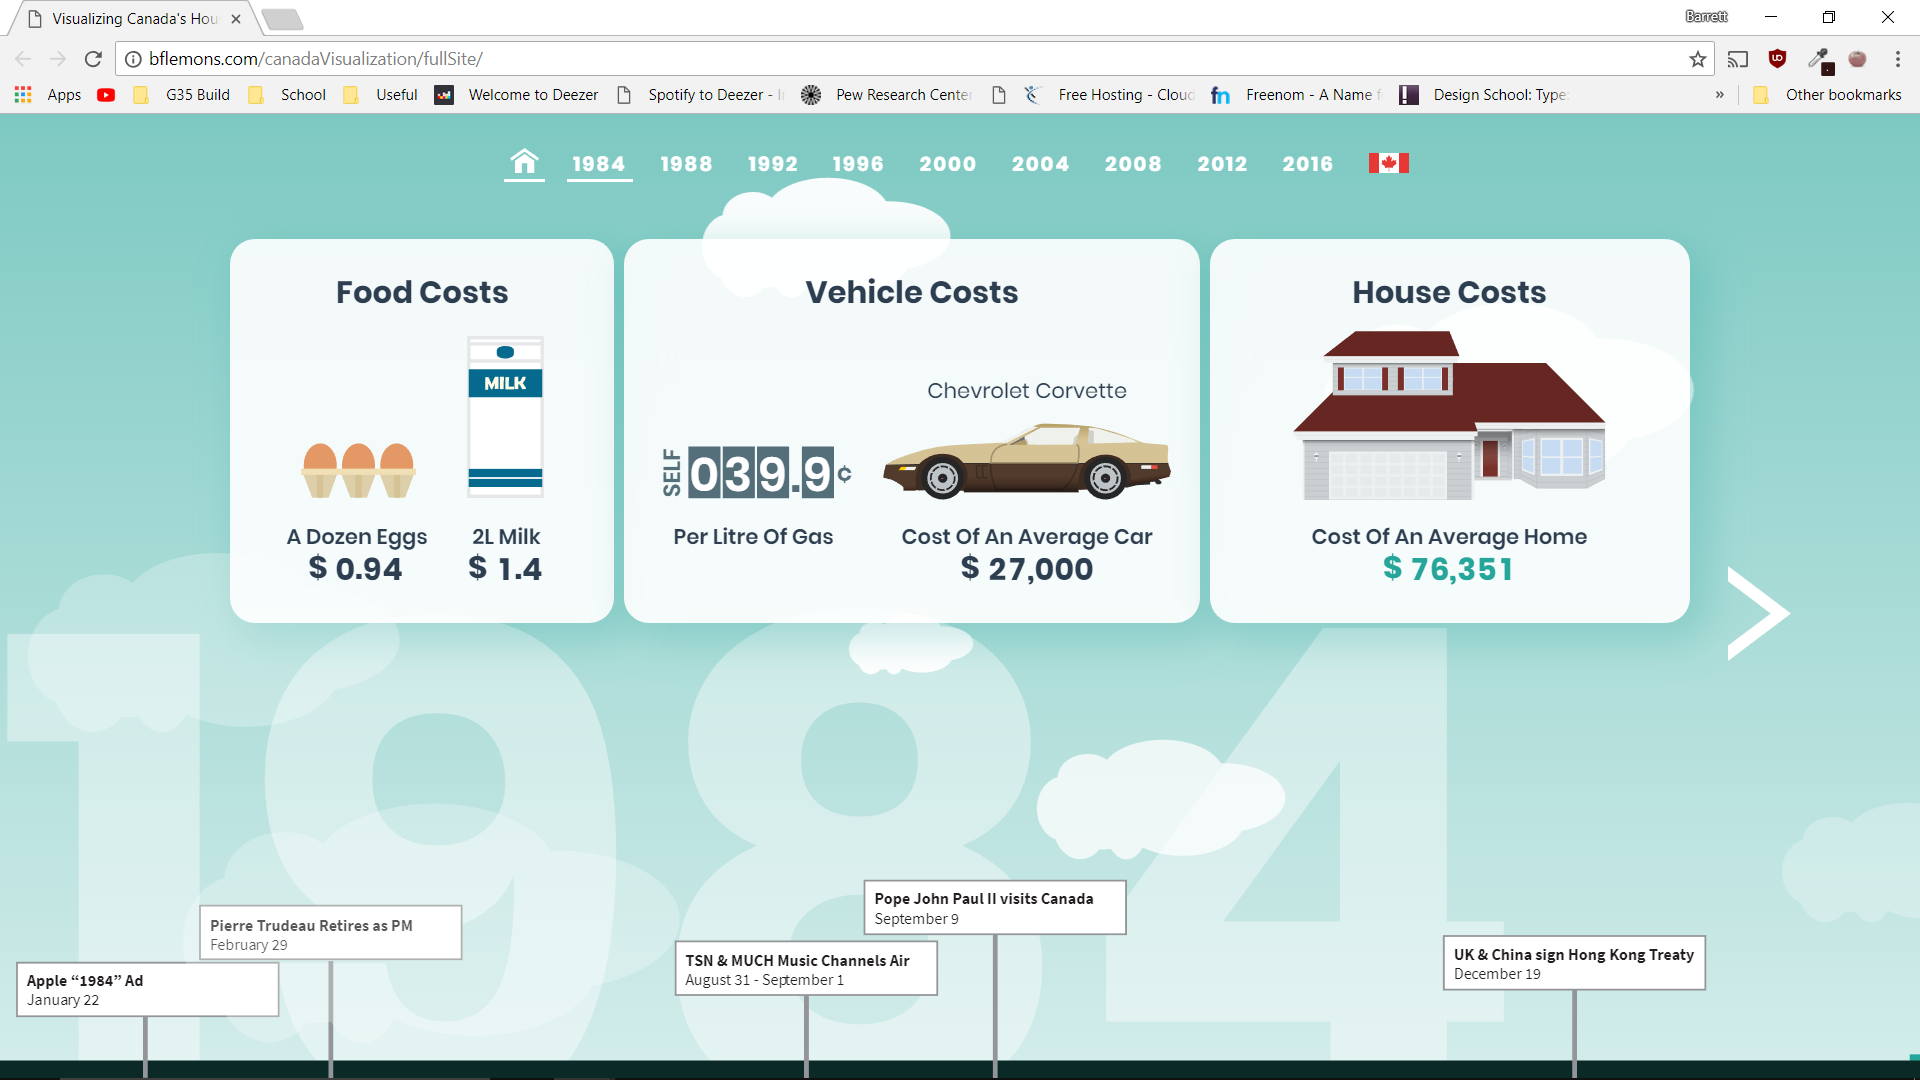 Visualizing Canada's Hou
Barrett
bflemons.com/canadaVisualization/fullSite/
Apps G35 Build School Useful Welcome to Deezer Spotify to Deezer - Pew Research Center Free Hosting - Cloud Freenom - A Name Design School: Type » Other bookmarks
1984 1988 1992 1996 2000 2004 2008 2012 2016
Food Costs
MILK
A Dozen Eggs
$ 0.94
2L Milk
$ 1.4
Vehicle Costs
Chevrolet Corvette
SELF 039.9¢
Per Litre Of Gas
Cost Of An Average Car
$ 27,000
House Costs
Cost Of An Average Home
$ 76,351
1984
Apple “1984” Ad
January 22
Pierre Trudeau Retires as PM
February 29
TSN & MUCH Music Channels Air
August 31 - September 1
Pope John Paul II visits Canada
September 9
UK & China sign Hong Kong Treaty
December 19